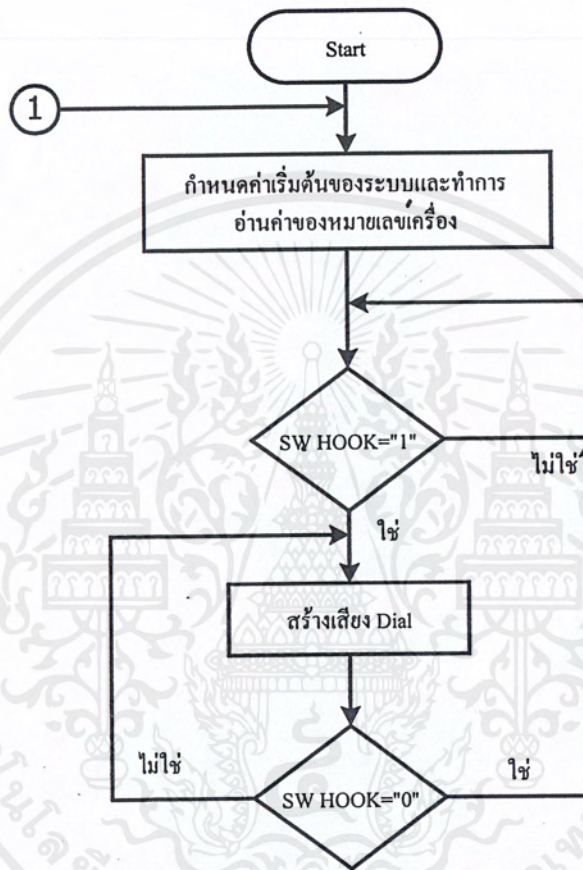 Start
1
กำหนดค่าเริ่มต้นของระบบและทำการ
อ่านค่าของหมายเลขเครื่อง
SW HOOK="1"
ไม่ใช่
ใช่
สร้างเสียง Dial
ไม่ใช่
ใช่
SW HOOK="0"